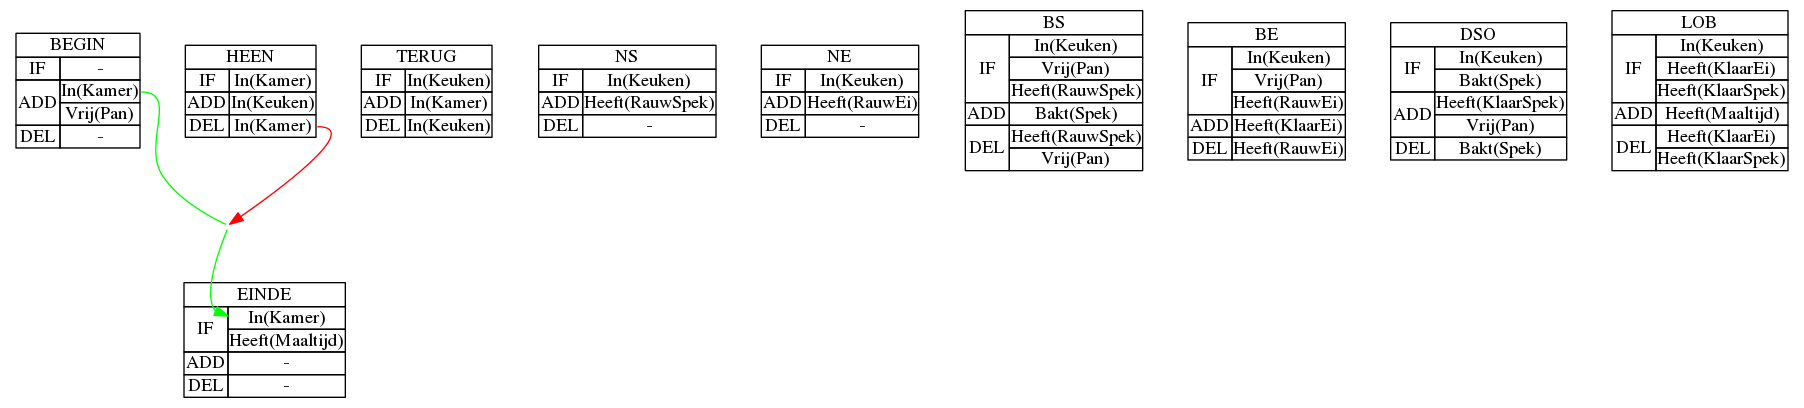 BEGIN
IF -
ADD In(Kamer)
Vrij(Pan)
DEL -
HEEN
IF In(Kamer)
ADD In(Keuken)
DEL In(Kamer)
TERUG
IF In(Keuken)
ADD In(Kamer)
DEL In(Keuken)
NS
IF In(Keuken)
ADD Heeft(RauwSpek)
DEL -
NE
IF In(Keuken)
ADD Heeft(RauwEi)
DEL -
BS
IF In(Keuken)
Vrij(Pan)
Heeft(RauwSpek)
ADD Bakt(Spek)
DEL Heeft(RauwSpek)
Vrij(Pan)
BE
IF In(Keuken)
Vrij(Pan)
Heeft(RauwEi)
ADD Heeft(KlaarEi)
DEL Heeft(RauwEi)
DSO
IF In(Keuken)
Bakt(Spek)
ADD Heeft(KlaarSpek)
Vrij(Pan)
DEL Bakt(Spek)
LOB
IF In(Keuken)
Heeft(KlaarEi)
Heeft(KlaarSpek)
ADD Heeft(Maaltijd)
DEL Heeft(KlaarEi)
Heeft(KlaarSpek)
EINDE
IF In(Kamer)
Heeft(Maaltijd)
ADD -
DEL -